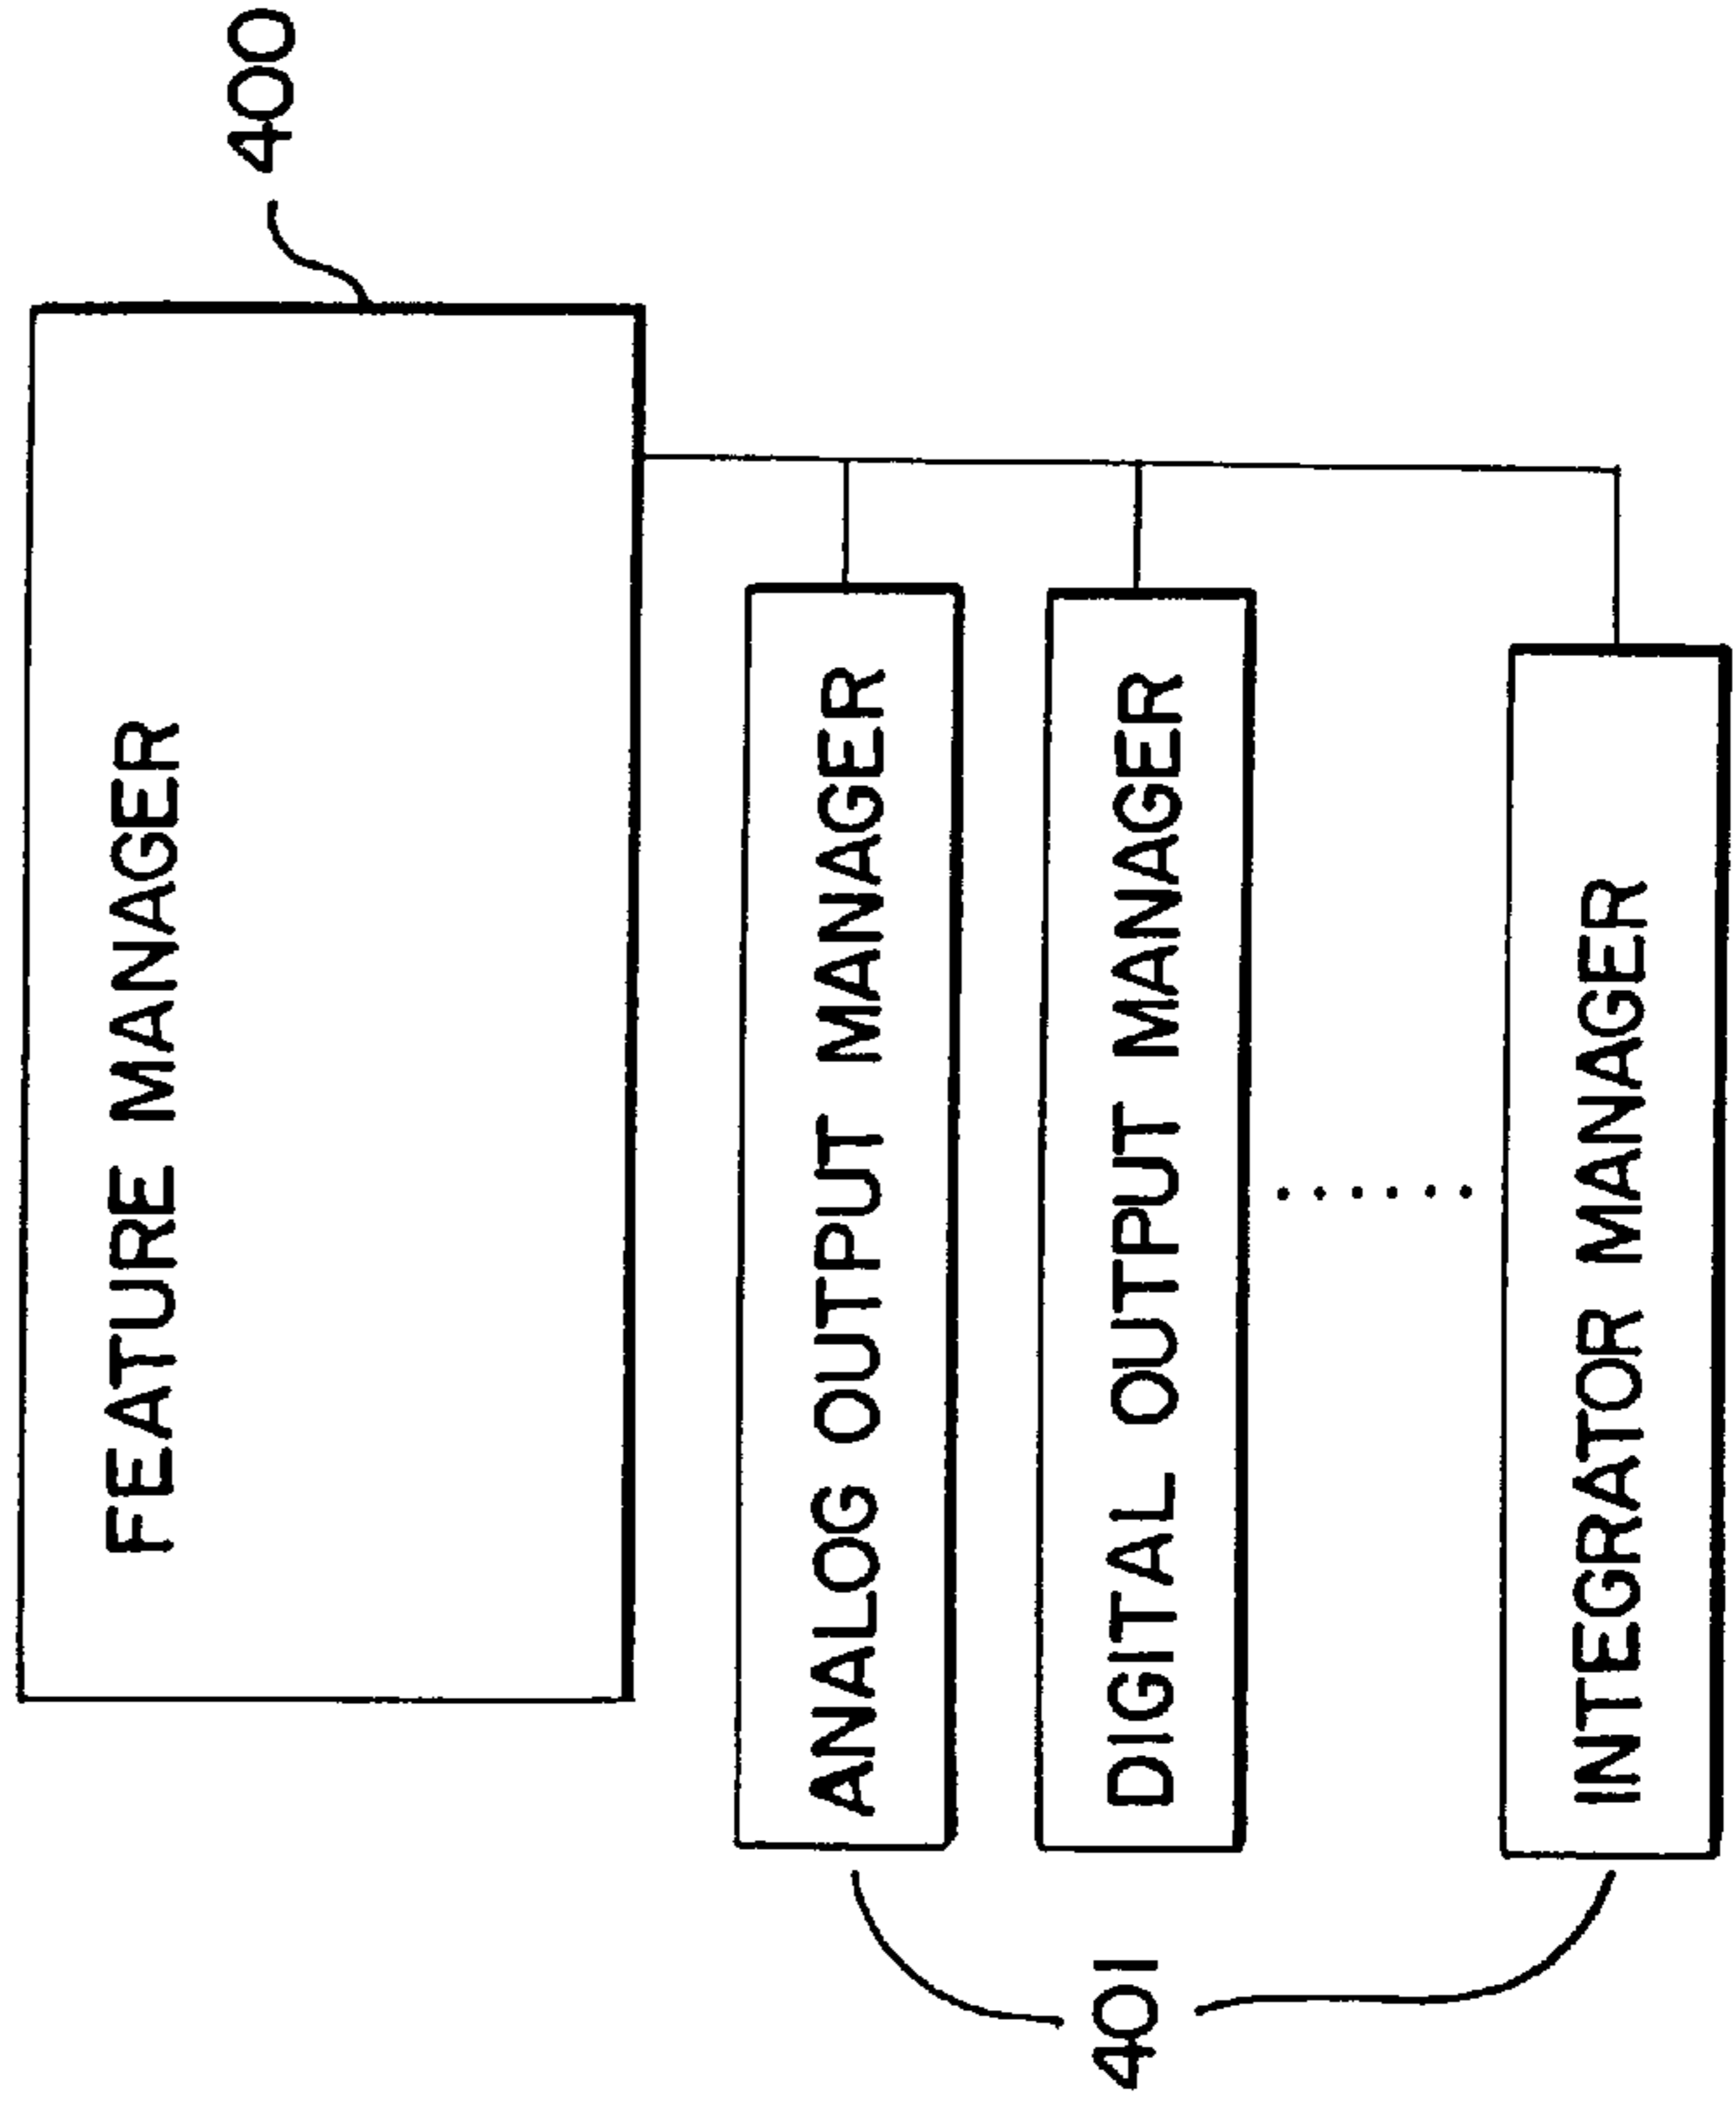 400
FEATURE MANAGER
ANALOG OUTPUT MANAGER
DIGITAL OUTPUT MANAGER
INTEGRATOR MANAGER
401